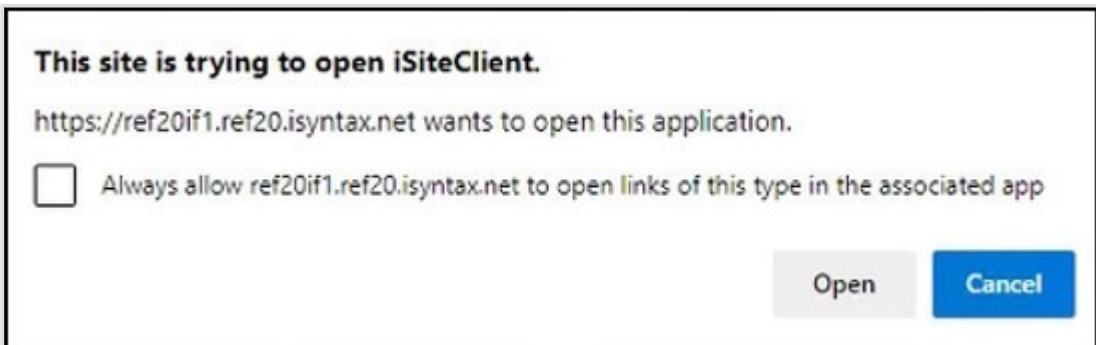 This site is trying to open iSiteClient.
https://ref20if1.ref20.isyntax.net wants to open this application.
Always allow ref20if1.ref20.isyntax.net to open links of this type in the associated app
Open
Cancel